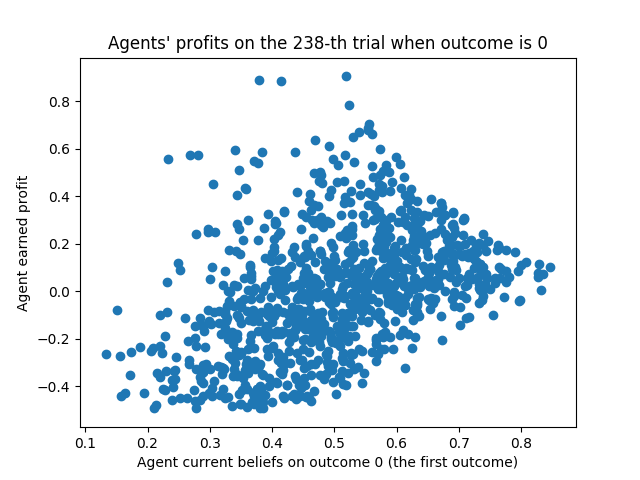 Agents' profits on the 238-th trial when outcome is 0
Agent earned profit
0.8
0.6
0.4
0.2
0.0
−0.2
−0.4
0.1 0.2 0.3 0.4 0.5 0.6 0.7 0.8
Agent current beliefs on outcome 0 (the first outcome)